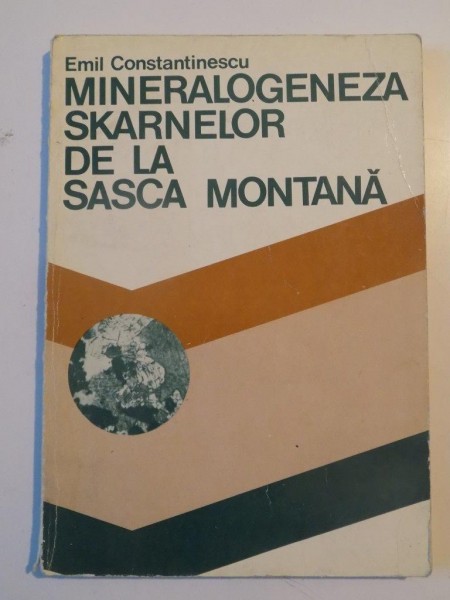 Emil Constantinescu
MINERALOGENEZA
SKARNELOR
DE LA
SASCA MONTANĂ